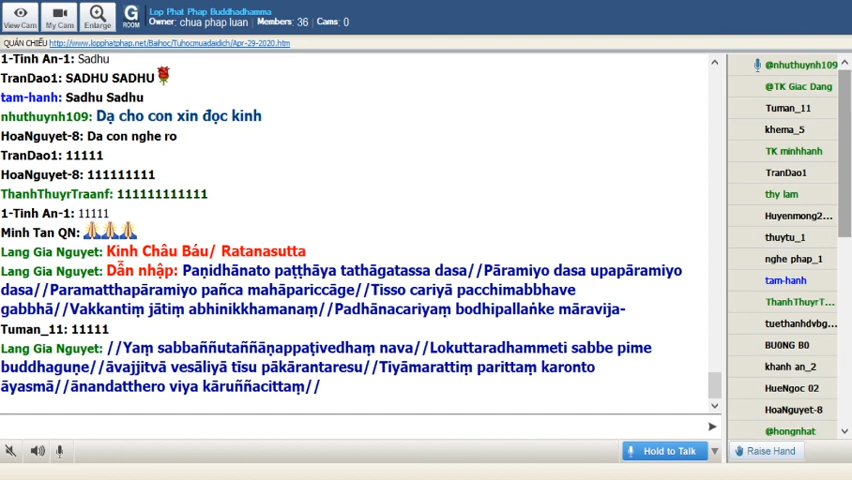 View Cam
My Cam
Enlarge
G
ROOM
Lop Phat Phap Buddhadhamma
Owner: chua phap luan Members: 36 Cams: 0
QUÁN CHIẾU http://www.lopphatphap.net/Baihoc/Tuhocmuadaidich/Apr-29-2020.htm
1-Tinh An-1: Sadhu
TranDao1: SADHU SADHU
tam-hanh: Sadhu Sadhu
nhuthuynh109: Dạ cho con xin đọc kinh
HoaNguyet-8: Da con nghe ro
TranDao1: 11111
HoaNguyet-8: 111111111
ThanhThuyrTraanf: 111111111111
1-Tinh An-1: 11111
Minh Tan QN:
Lang Gia Nguyet: Kinh Châu Báu/ Ratanasutta
Lang Gia Nguyet: Dẫn nhập: Paṇidhānato paṭṭhāya tathāgatassa dasa//Pāramiyo dasa upapāramiyo
dasa//Paramatthapāramiyo pañca mahāpariccāge//Tisso cariyā pacchimabbhave
gabbhā//Vakkantiṃ jātiṃ abhinikkhamanaṃ//Padhānacariyaṃ bodhipallaṅke māravija-
Tuman_11: 11111
Lang Gia Nguyet: //Yaṃ sabbaññutaññāṇappaṭivedhaṃ nava//Lokuttaradhammeti sabbe pime
buddhaguṇe//āvajjitvā vesāliyā tīsu pākārantaresu//Tiyāmarattiṃ parittaṃ karonto
āyasmā//ānandatthero viya kāruññacittaṃ//
Hold to Talk
Raise Hand
@nhuthuynh109
@TK Giac Dang
Tuman_11
khema_5
TK minhhanh
TranDao1
thy lam
Huyenmong2...
thuytu_1
nghe phap_1
tam-hanh
ThanhThuyrT...
tuethanhdvbg...
BU0NG B0
khanh an_2
HueNgoc 02
HoaNguyet-8
@hongnhat